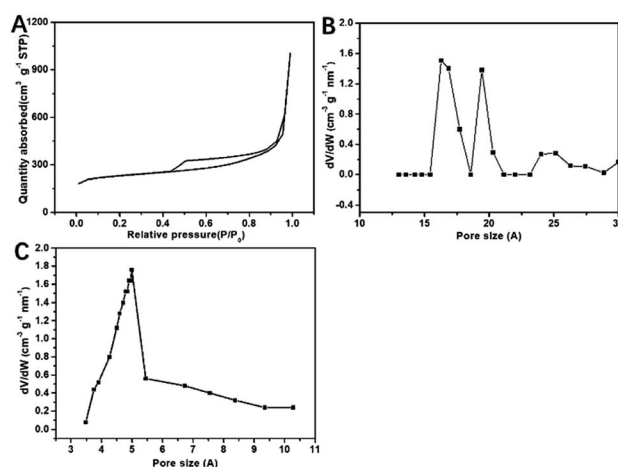 A
Quantity absorbed(cm³ g⁻¹ STP)
1200
900
600
300
0
0.0 0.2 0.4 0.6 0.8 1.0
Relative pressure(P/P₀)
B
dV/dW (cm⁻³ g⁻¹ nm⁻¹)
2.0
1.6
1.2
0.8
0.4
0.0
-0.4
10 15 20 25 30
Pore size (A)
C
dV/dW (cm⁻³ g⁻¹ nm⁻¹)
2.0
1.8
1.6
1.4
1.2
1.0
0.8
0.6
0.4
0.2
0.0
3 4 5 6 7 8 9 10 11
Pore size (A)